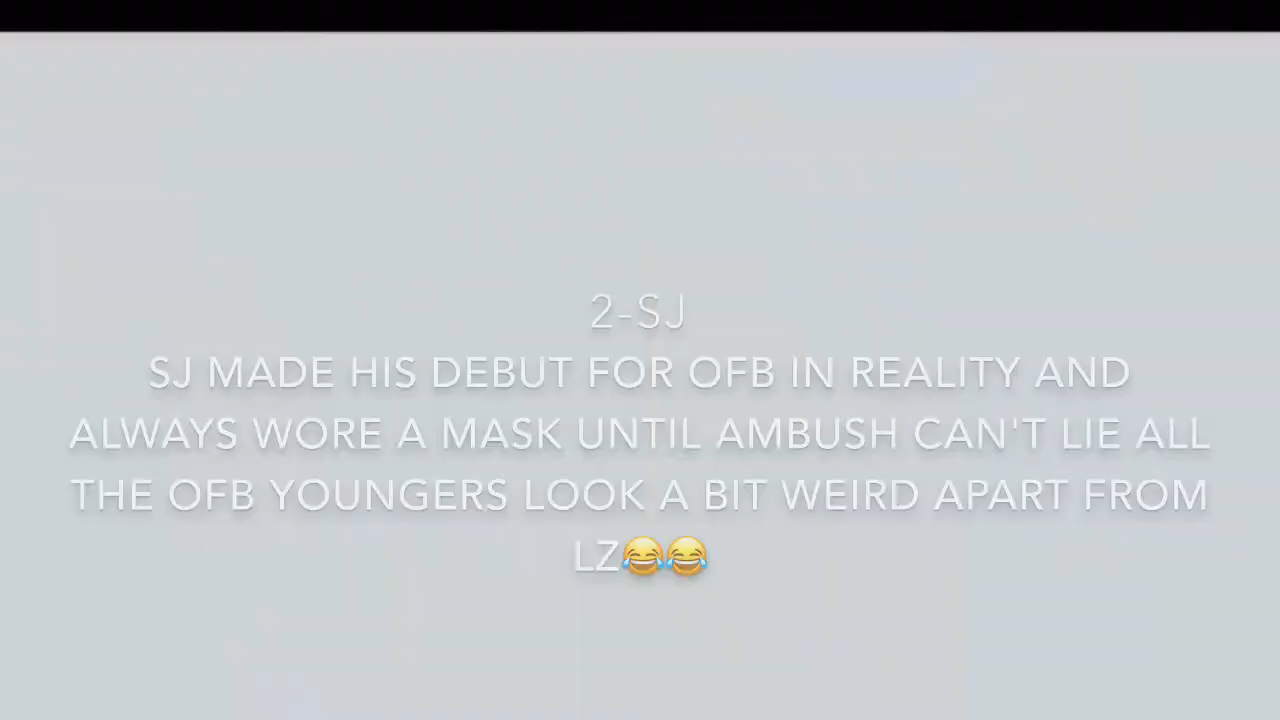 2-SJ
SJ MADE HIS DEBUT FOR OFB IN REALITY AND
ALWAYS WORE A MASK UNTIL AMBUSH CAN'T LIE ALL
THE OFB YOUNGERS LOOK A BIT WEIRD APART FROM
LZ😂😂